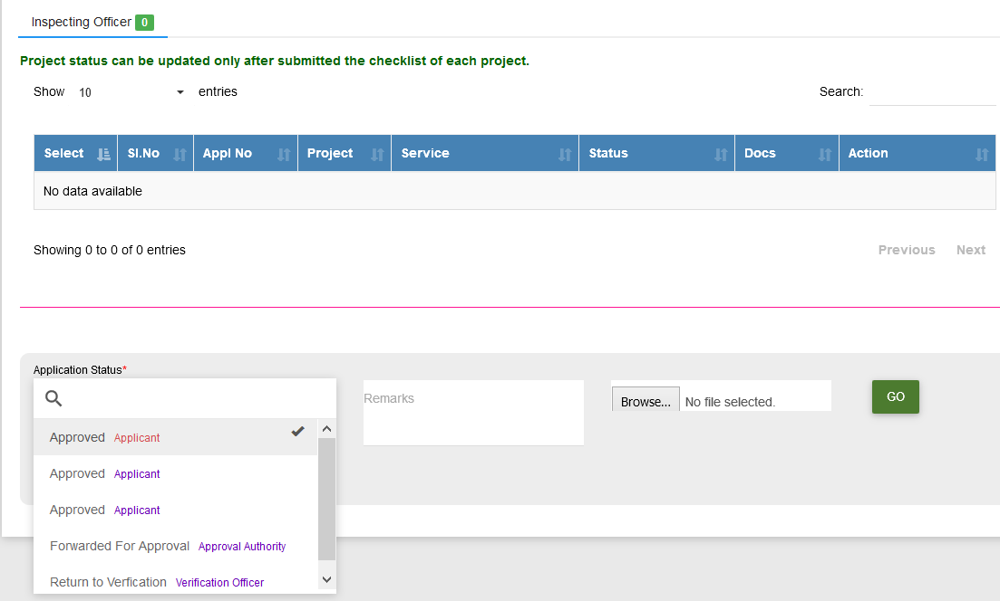 Inspecting Officer 0
Project status can be updated only after submitted the checklist of each project.
Show 10 entries Search:
Select Sl.No Appl No Project Service Status Docs Action
No data available
Showing 0 to 0 of 0 entries Previous Next
Application Status*
Remarks Browse... No file selected. GO
Approved Applicant
Approved Applicant
Approved Applicant
Forwarded For Approval Approval Authority
Return to Verfication Verification Officer